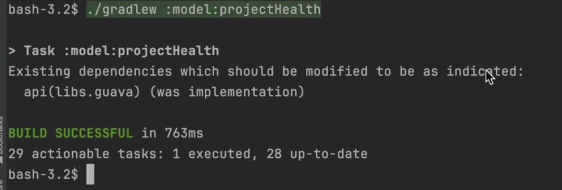 bash-3.2$ ./gradlew :model:projectHealth
> Task :model:projectHealth
Existing dependencies which should be modified to be as indicated:
api(libs.guava) (was implementation)
BUILD SUCCESSFUL in 763ms
29 actionable tasks: 1 executed, 28 up-to-date
bash-3.2$